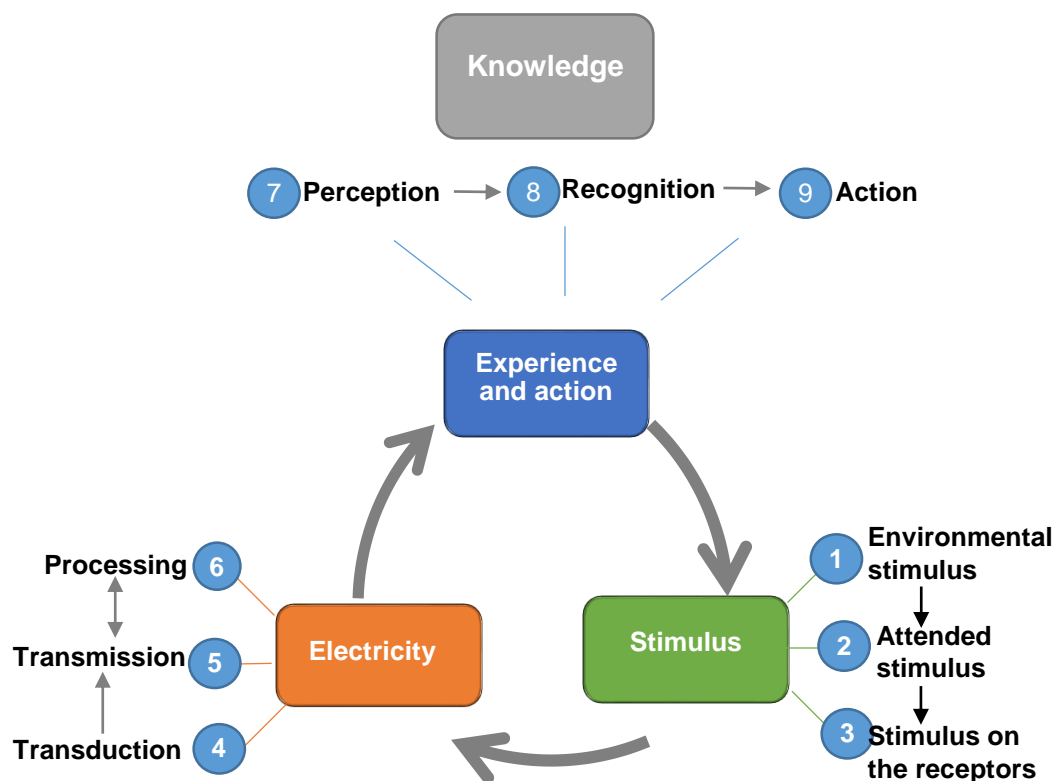 Knowledge
7 Perception 8 Recognition 9 Action
Experience
and action
Processing 6
Transmission 5
Transduction 4
Electricity
Stimulus
1 Environmental
stimulus
2 Attended
stimulus
3 Stimulus on
the receptors